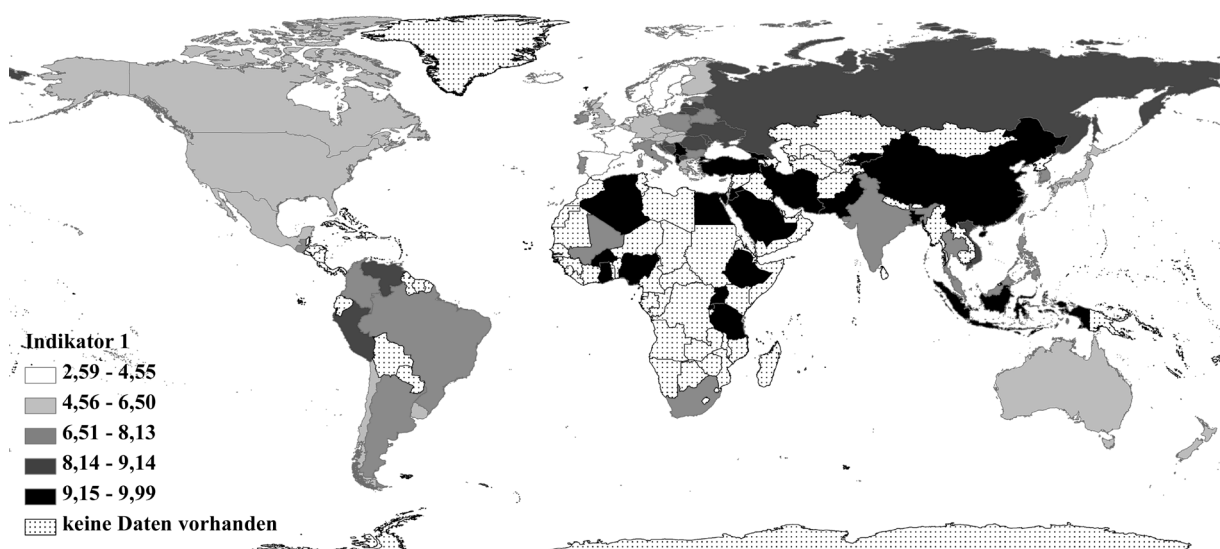 Indikator 1
2,59 - 4,55
4,56 - 6,50
6,51 - 8,13
8,14 - 9,14
9,15 - 9,99
keine Daten vorhanden